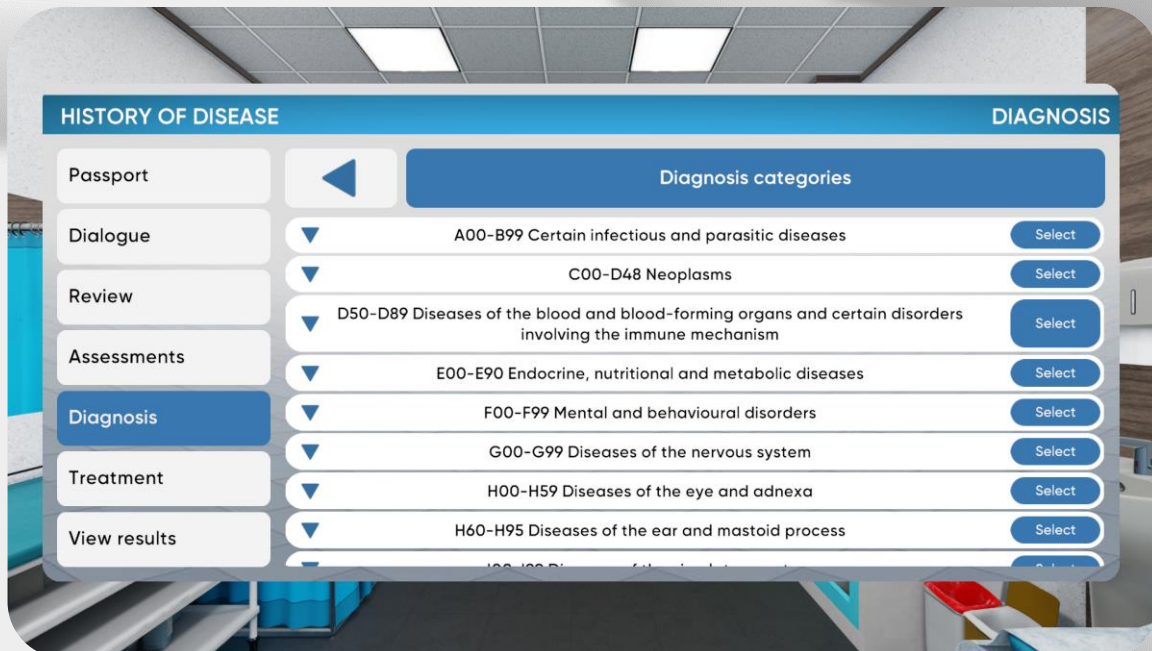 HISTORY OF DISEASE
DIAGNOSIS
Passport
Dialogue
Review
Assessments
Diagnosis
Treatment
View results
Diagnosis categories
A00-B99 Certain infectious and parasitic diseases
Select
C00-D48 Neoplasms
Select
D50-D89 Diseases of the blood and blood-forming organs and certain disorders
involving the immune mechanism
Select
E00-E90 Endocrine, nutritional and metabolic diseases
Select
F00-F99 Mental and behavioural disorders
Select
G00-G99 Diseases of the nervous system
Select
H00-H59 Diseases of the eye and adnexa
Select
H60-H95 Diseases of the ear and mastoid process
Select